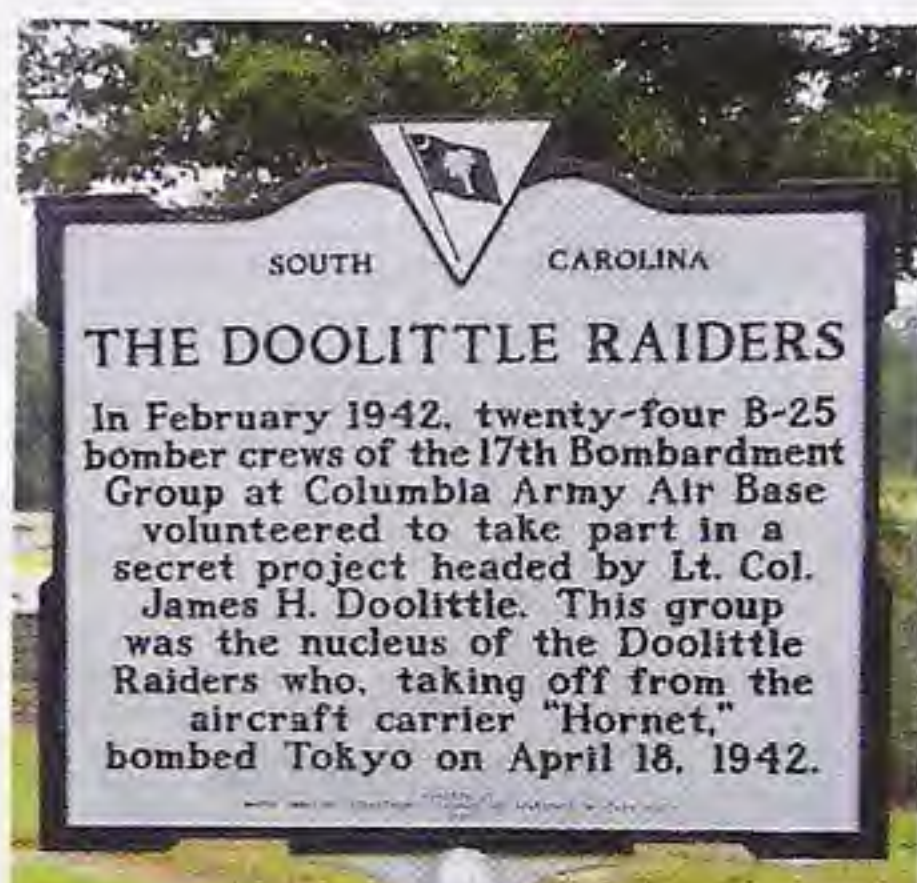 SOUTH CAROLINA
THE DOOLITTLE RAIDERS
In February 1942, twenty-four B-25
bomber crews of the 17th Bombardment
Group at Columbia Army Air Base
volunteered to take part in a
secret project headed by Lt. Col.
James H. Doolittle. This group
was the nucleus of the Doolittle
Raiders who, taking off from the
aircraft carrier "Hornet,"
bombed Tokyo on April 18, 1942.